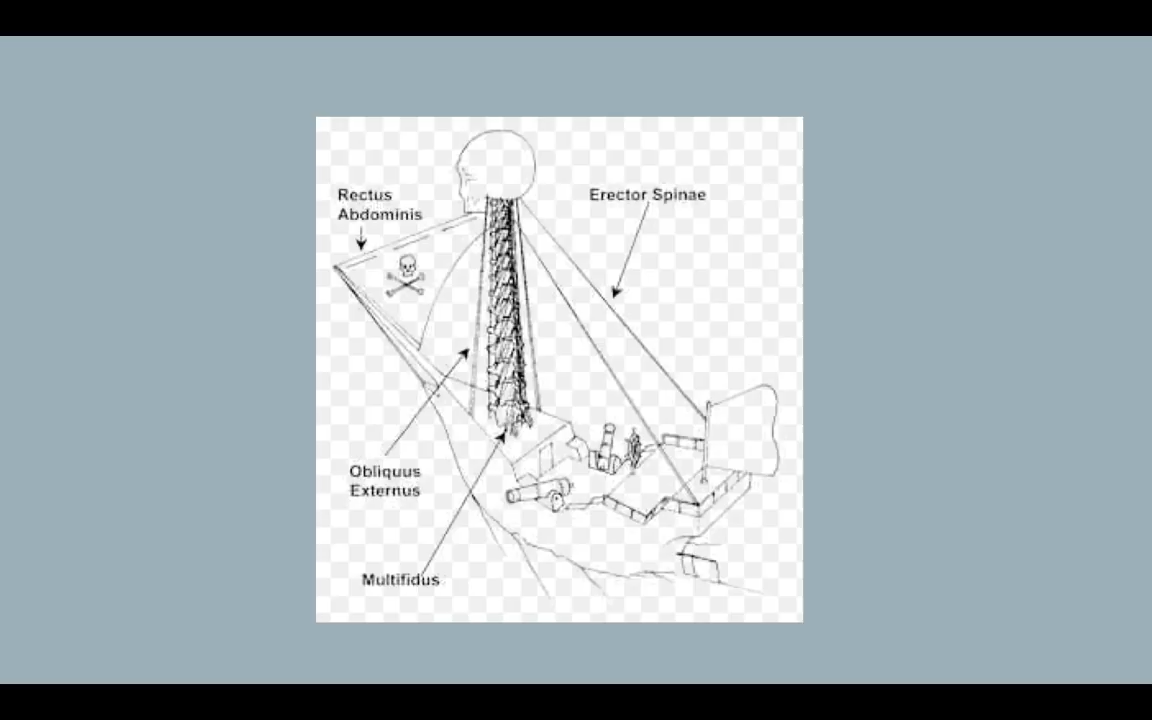 Rectus
Abdominis
Erector Spinae
Obliquus
Externus
Multifidus